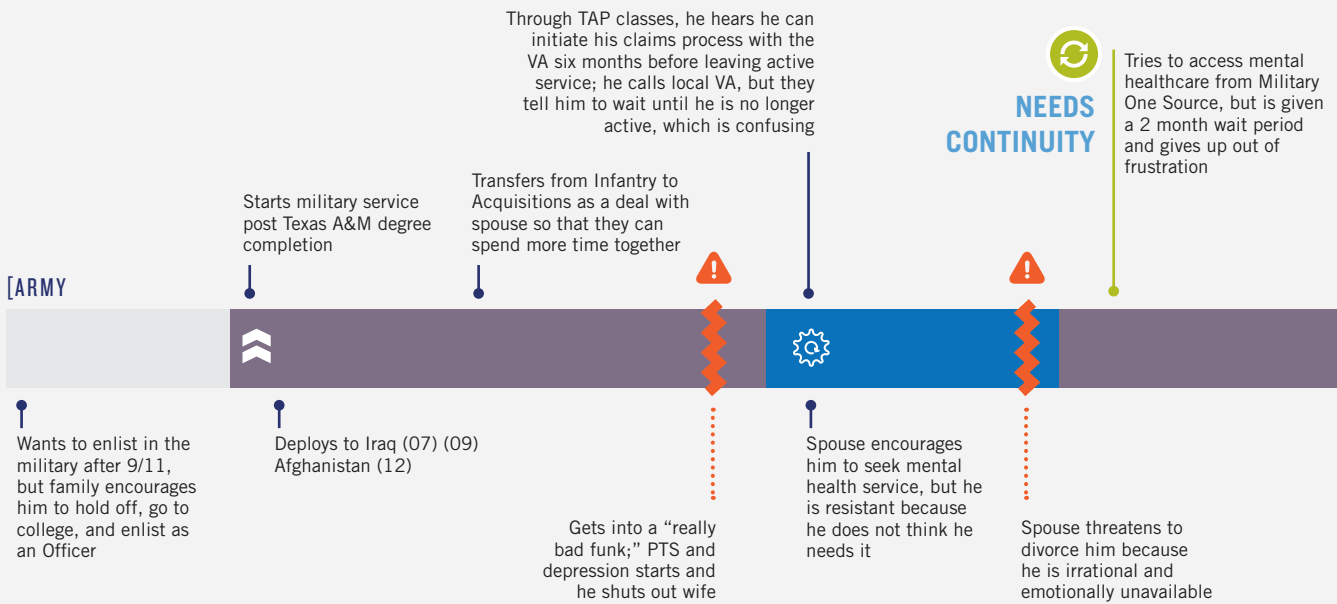 Through TAP classes, he hears he can
initiate his claims process with the
VA six months before leaving active
service; he calls local VA, but they
tell him to wait until he is no longer
active, which is confusing
NEEDS
CONTINUITY
Tries to access mental
healthcare from Military
One Source, but is given
a 2 month wait period
and gives up out of
frustration
Starts military service
post Texas A&M degree
completion
Transfers from Infantry to
Acquisitions as a deal with
spouse so that they can
spend more time together
[ARMY
Wants to enlist in the
military after 9/11,
but family encourages
him to hold off, go to
college, and enlist as
an Officer
Deploys to Iraq (07) (09)
Afghanistan (12)
Gets into a “really
bad funk;” PTS and
depression starts and
he shuts out wife
Spouse encourages
him to seek mental
health service, but he
is resistant because
he does not think he
needs it
Spouse threatens to
divorce him because
he is irrational and
emotionally unavailable